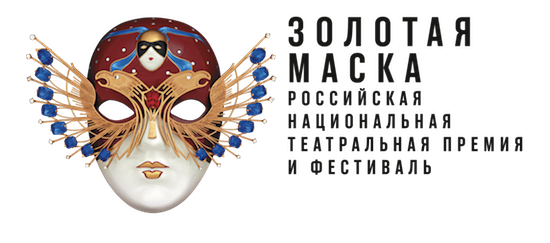 ЗОЛОТАЯ
МАСКА
РОССИЙСКАЯ
НАЦИОНАЛЬНАЯ
ТЕАТРАЛЬНАЯ ПРЕМИЯ
И ФЕСТИВАЛЬ